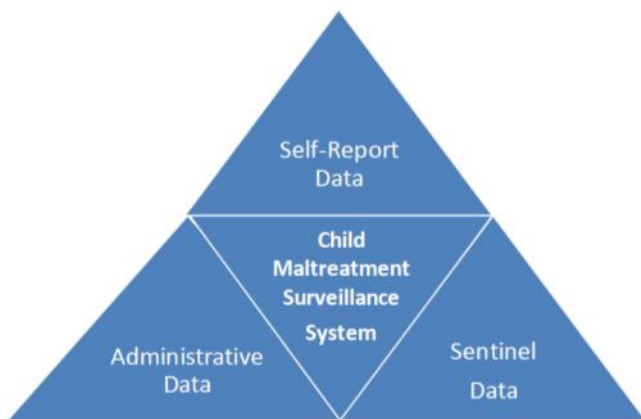 Self-Report
Data
Child
Maltreatment
Surveillance
System
Administrative
Data
Sentinel
Data